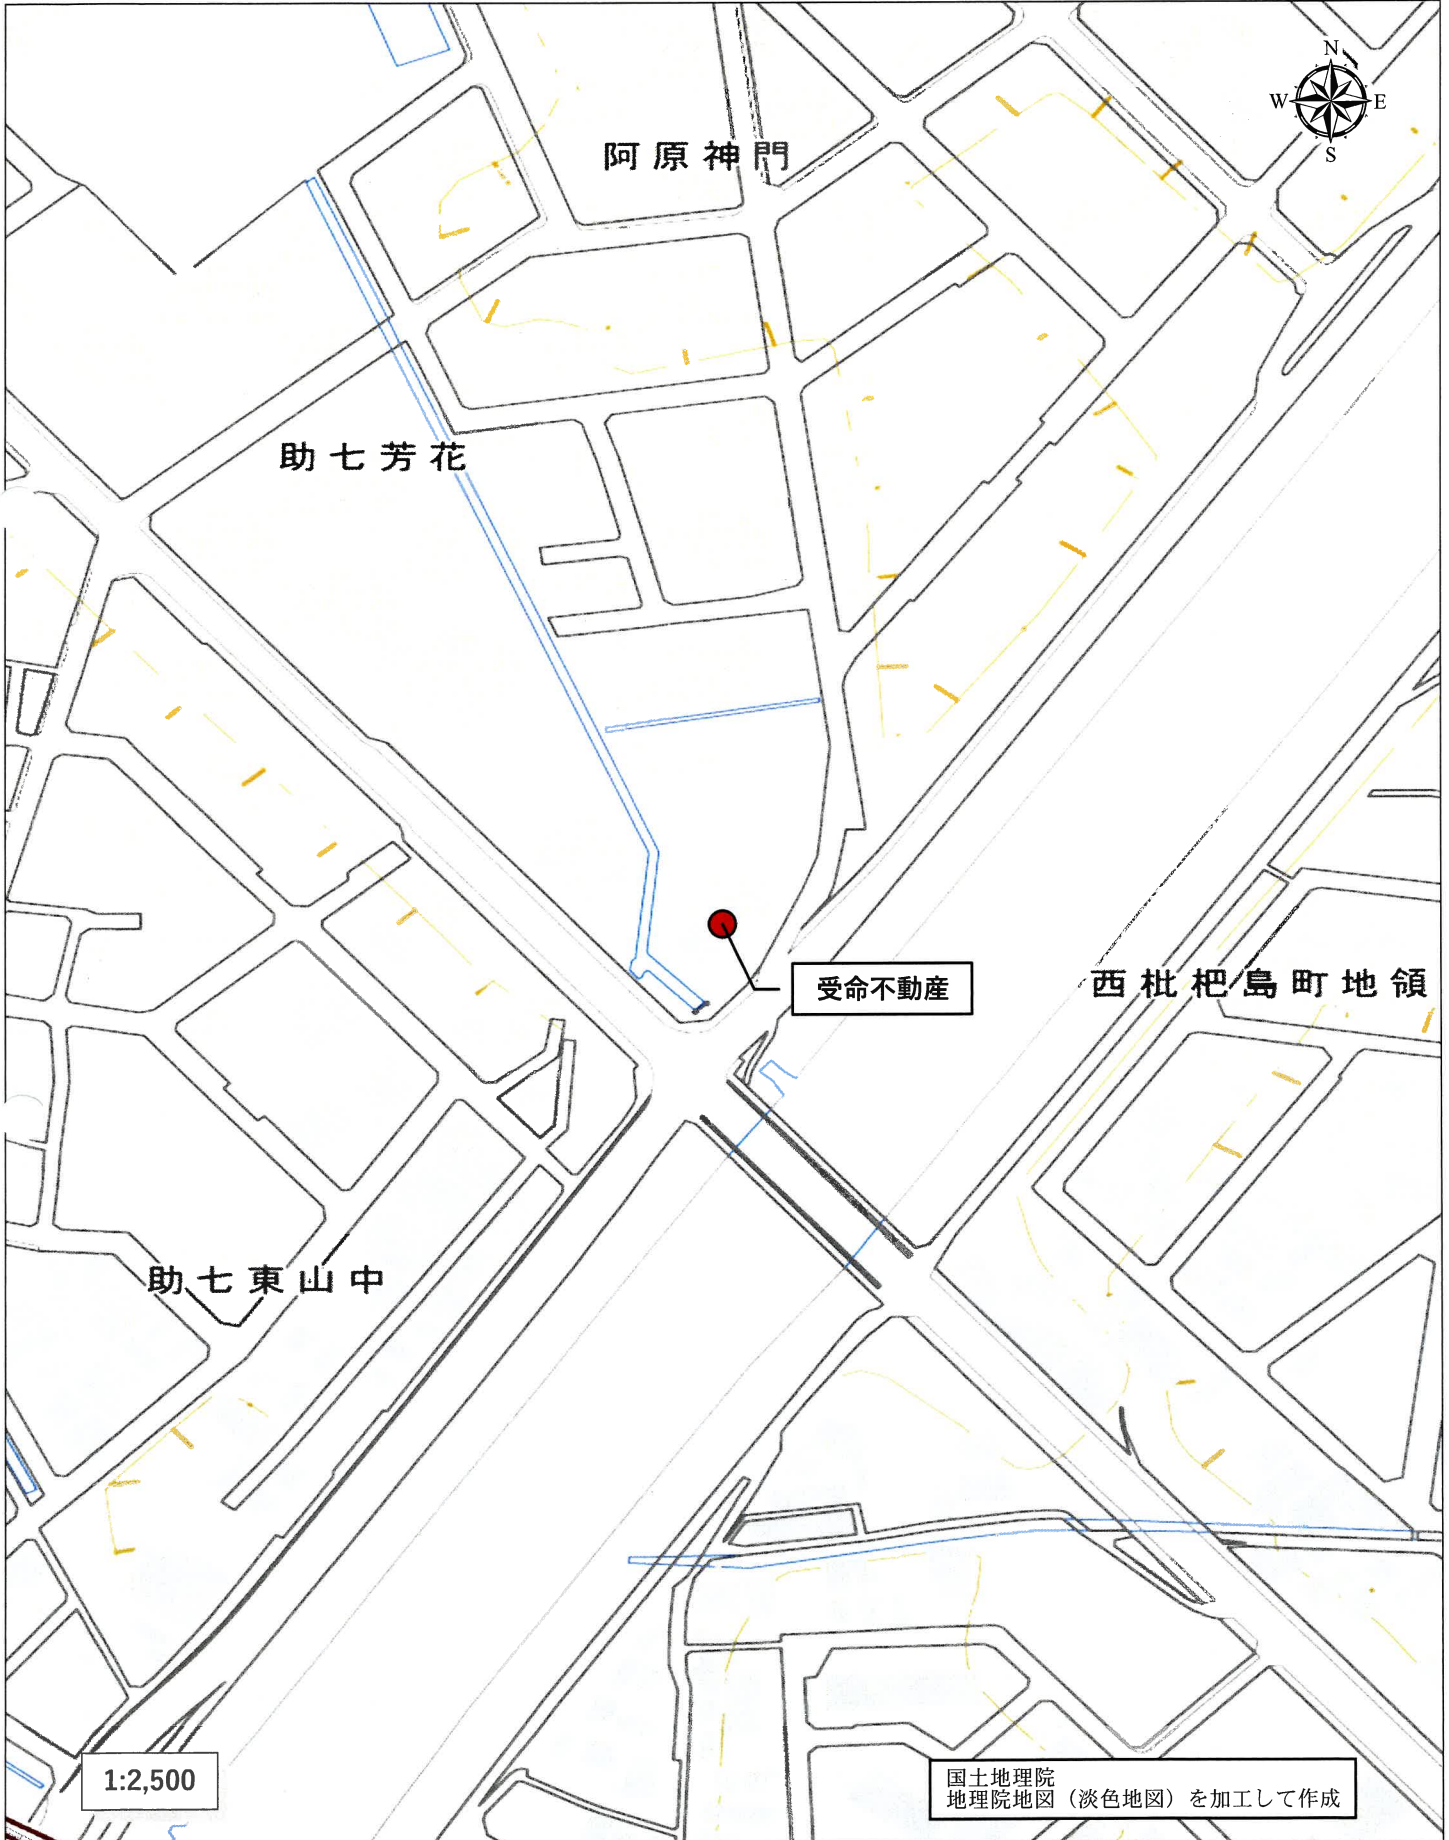 N
W E
S
阿原神門
助七芳花
受命不動産
西枇杷島町地領
助七東山中
1:2,500
国土地理院
地理院地図（淡色地図）を加工して作成